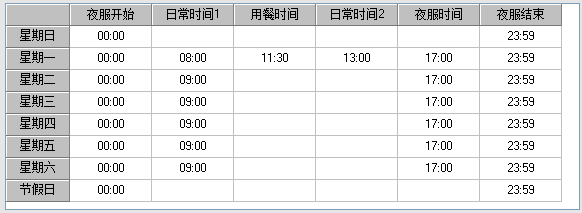 夜服开始 日常时间1 用餐时间 日常时间2 夜服时间 夜服结束
星期日 00:00 23:59
星期一 00:00 08:00 11:30 13:00 17:00 23:59
星期二 00:00 09:00 17:00 23:59
星期三 00:00 09:00 17:00 23:59
星期四 00:00 09:00 17:00 23:59
星期五 00:00 09:00 17:00 23:59
星期六 00:00 09:00 17:00 23:59
节假日 00:00 23:59